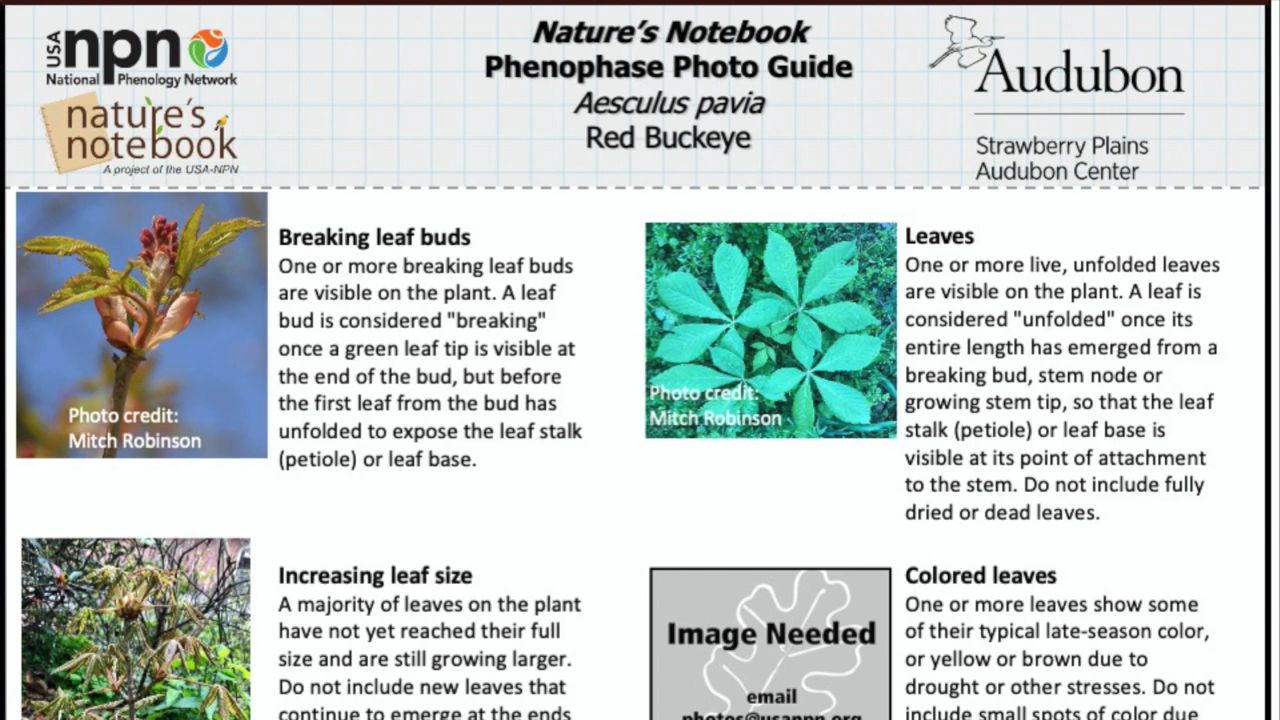 USA npn
National Phenology Network
nature's
notebook
A project of the USA-NPN
Nature's Notebook
Phenophase Photo Guide
Aesculus pavia
Red Buckeye
Audubon
Strawberry Plains
Audubon Center
Photo credit:
Mitch Robinson
Breaking leaf buds
One or more breaking leaf buds
are visible on the plant. A leaf
bud is considered "breaking"
once a green leaf tip is visible at
the end of the bud, but before
the first leaf from the bud has
unfolded to expose the leaf stalk
(petiole) or leaf base.
Photo credit:
Mitch Robinson
Leaves
One or more live, unfolded leaves
are visible on the plant. A leaf is
considered "unfolded" once its
entire length has emerged from a
breaking bud, stem node or
growing stem tip, so that the leaf
stalk (petiole) or leaf base is
visible at its point of attachment
to the stem. Do not include fully
dried or dead leaves.
Increasing leaf size
A majority of leaves on the plant
have not yet reached their full
size and are still growing larger.
Do not include new leaves that
continue to emerge at the ends
Image Needed
email
photos@usanpn.org
Colored leaves
One or more leaves show some
of their typical late-season color,
or yellow or brown due to
drought or other stresses. Do not
include small spots of color due